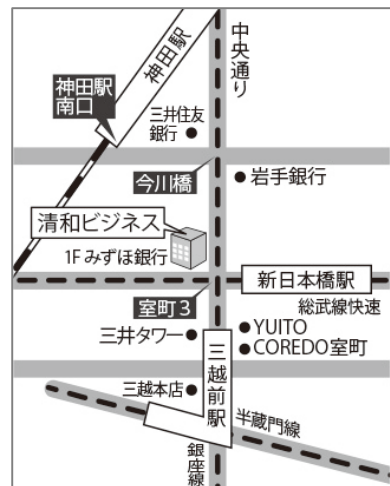 中央通り
神田駅
神田駅
南口
三井住友
銀行
今川橋
岩手銀行
清和ビジネス
1Fみずほ銀行
新日本橋駅
総武線快速
室町3
三井タワー
YUITO
COREDO室町
三越前駅
三越本店
半蔵門線
銀座線